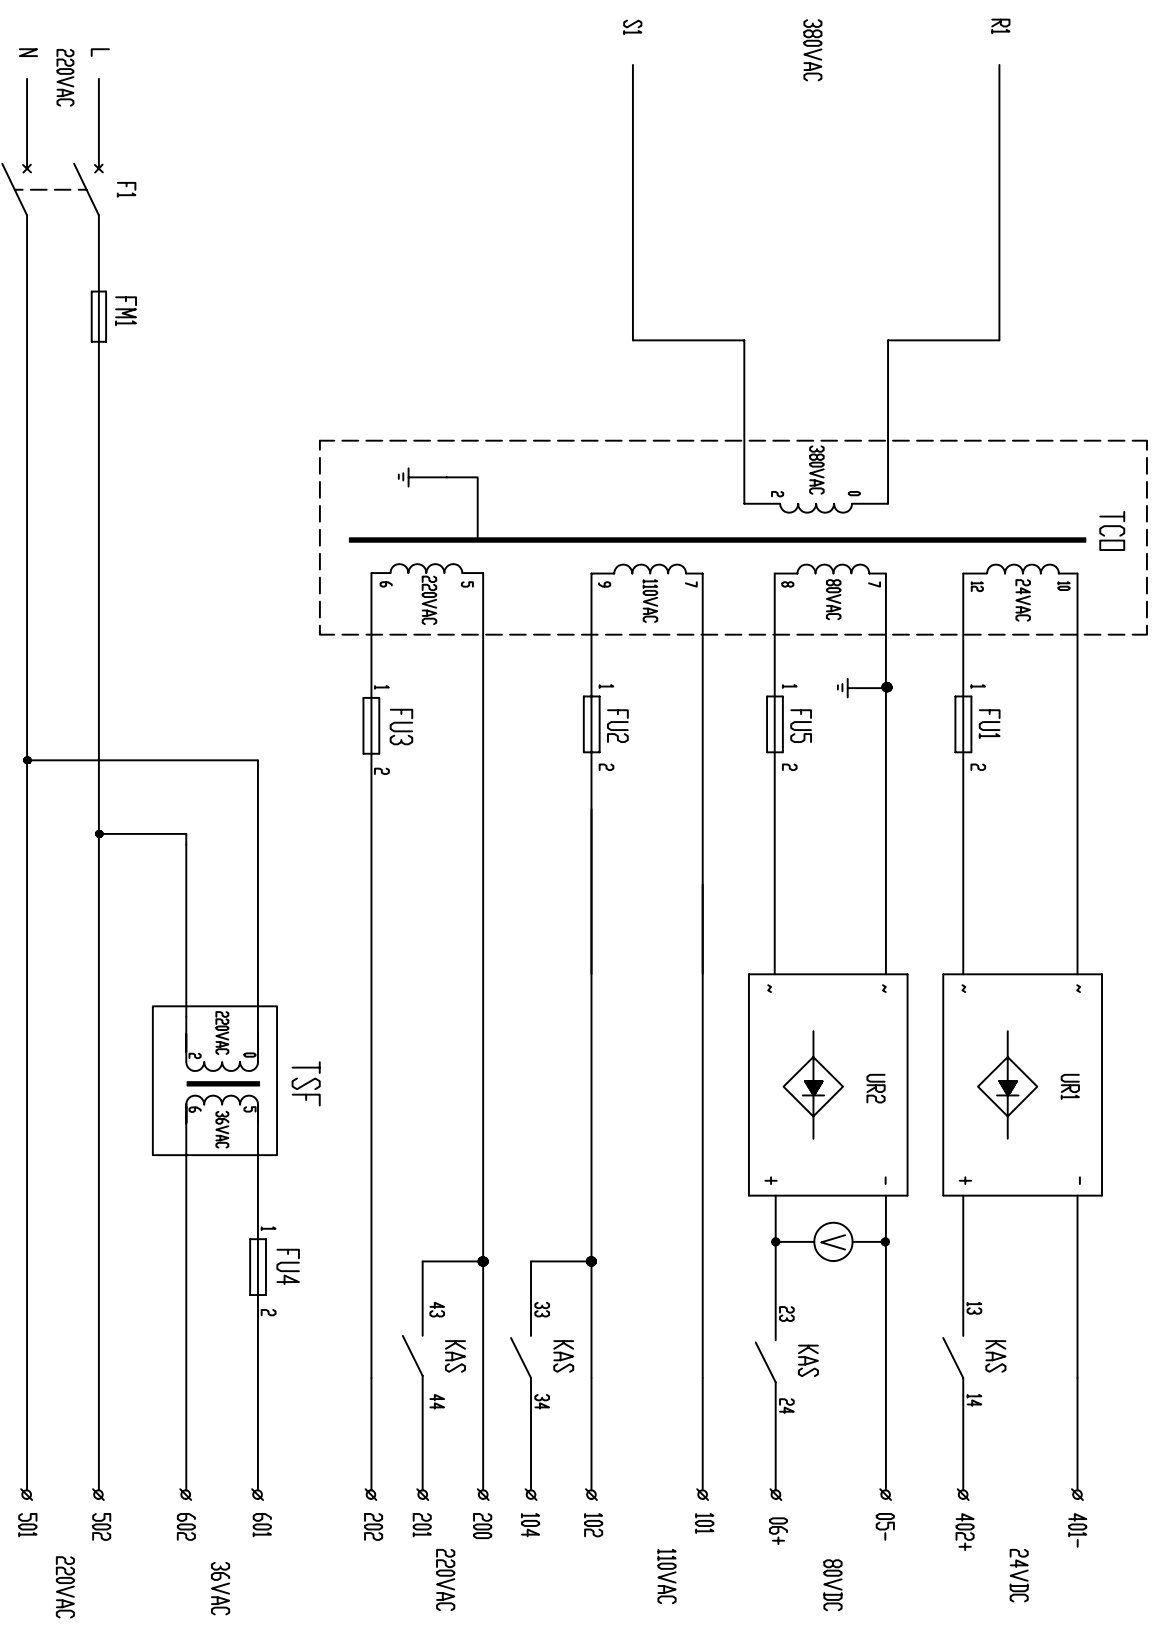 R1
380VAC
S1
L
220VAC
N
F1
FM1
TCO
380VAC
0
2
10
24VAC
12
7
80VAC
8
7
110VAC
9
5
220VAC
6
1
FU1
2
1
FU5
2
1
FU2
2
1
FU3
2
~
~
UR1
-
+
~
~
UR2
-
+
V
TSF
220VAC
0
2
5
36VAC
6
1
FU4
2
13
KAS
14
23
KAS
24
33
KAS
34
43
KAS
44
401-
24VDC
402+
05-
80VDC
06+
101
110VAC
102
104
200
220VAC
201
202
601
36VAC
602
502
220VAC
501